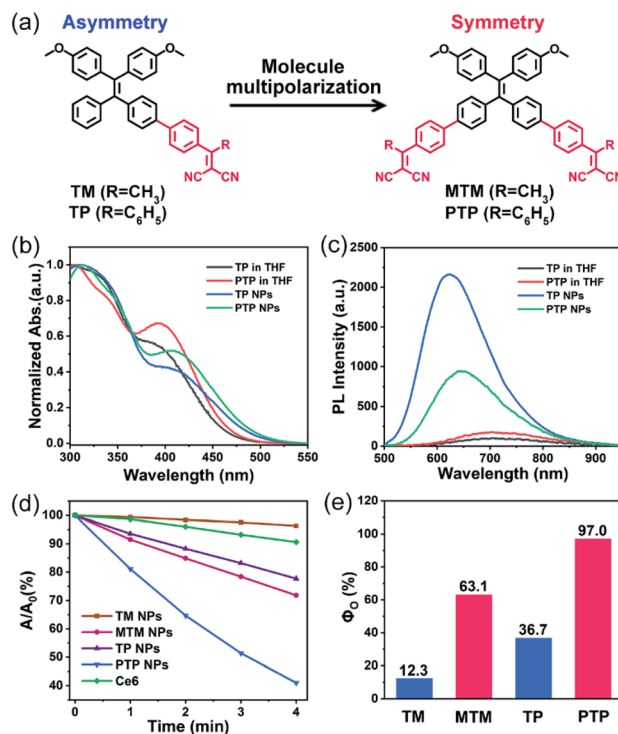 (a) Asymmetry Symmetry
Molecule
multipolarization
O O O O
R R R
NC CN NC CN NC CN
TM (R=CH₃) MTM (R=CH₃)
TP (R=C₆H₅) PTP (R=C₆H₅)
(b)
Normalized Abs.(a.u.)
1.0
0.8
0.6
0.4
0.2
0.0
TP in THF
PTP in THF
TP NPs
PTP NPs
300 350 400 450 500 550
Wavelength (nm)
(c)
PL Intensity (a.u.)
2500
2000
1500
1000
500
0
TP in THF
PTP in THF
TP NPs
PTP NPs
500 600 700 800 900
Wavelength (nm)
(d)
A/A₀(%)
100
90
80
70
60
50
40
TM NPs
MTM NPs
TP NPs
PTP NPs
Ce6
0 1 2 3 4
Time (min)
(e)
Φ_O (%)
120
100
80
60
40
20
0
12.3
63.1
36.7
97.0
TM MTM TP PTP